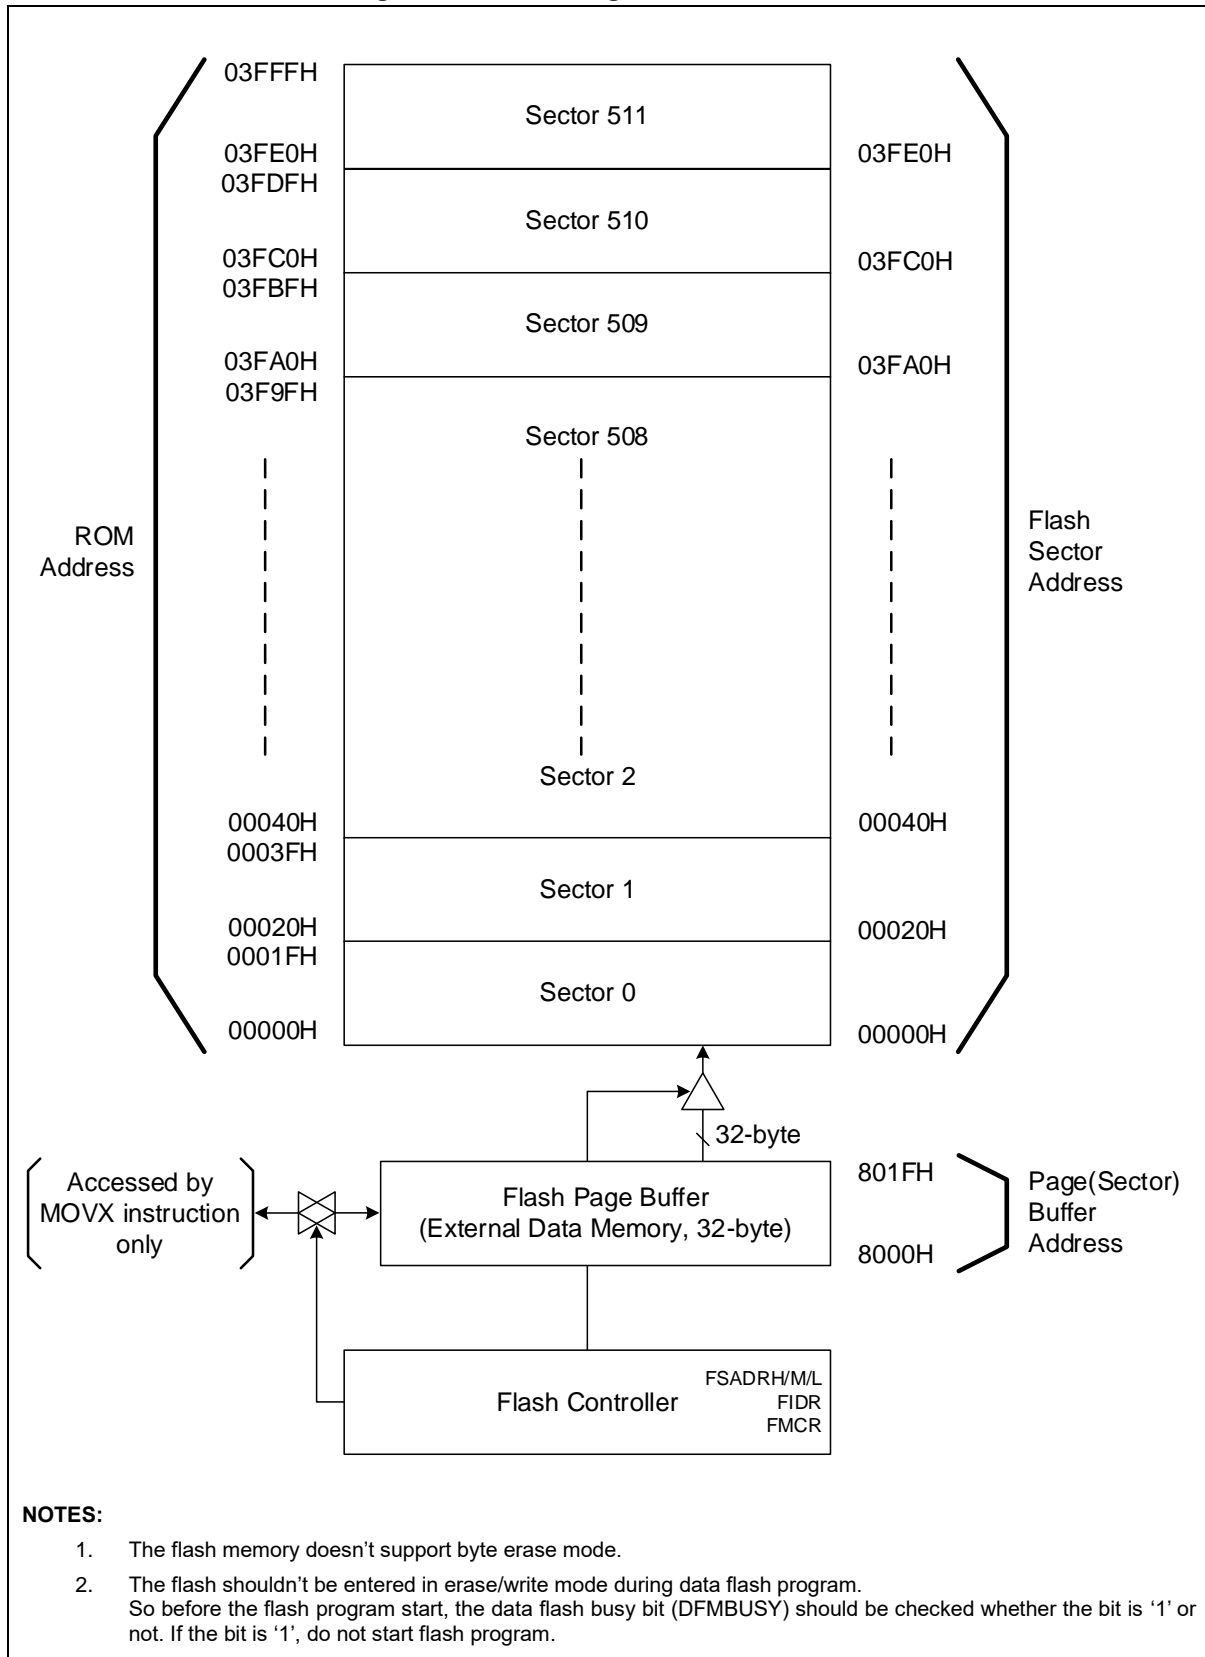 03FFFH
Sector 511
03FE0H
03FE0H
03FDFH
Sector 510
03FC0H
03FC0H
03FBFH
Sector 509
03FA0H
03FA0H
03F9FH
Sector 508
ROM
Address
Flash
Sector
Address
Sector 2
00040H
00040H
0003FH
Sector 1
00020H
00020H
0001FH
Sector 0
00000H
00000H
32-byte
Accessed by
MOVX instruction
only
Flash Page Buffer
(External Data Memory, 32-byte)
801FH
8000H
Page(Sector)
Buffer
Address
Flash Controller
FSADRH/M/L
FIDR
FMCR
NOTES:
1. The flash memory doesn’t support byte erase mode.
2. The flash shouldn’t be entered in erase/write mode during data flash program.
So before the flash program start, the data flash busy bit (DFMBUSY) should be checked whether the bit is ‘1’ or
not. If the bit is ‘1’, do not start flash program.